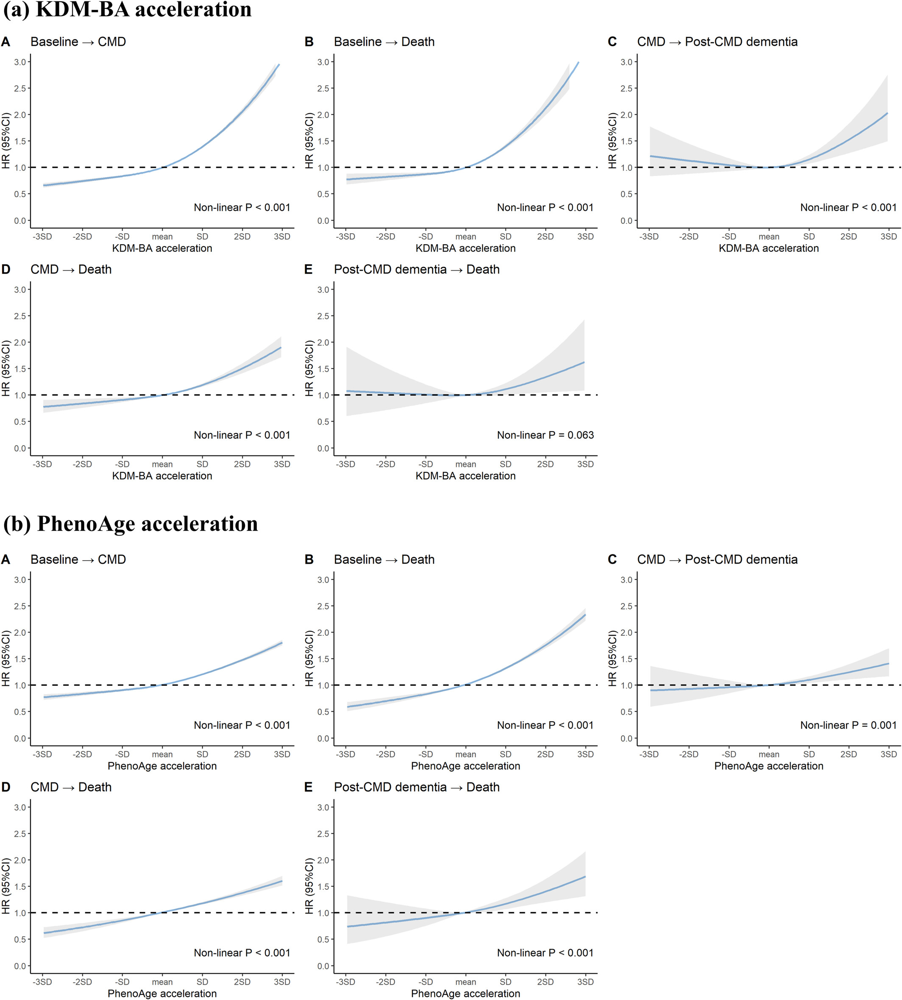 (a) KDM-BA acceleration
A Baseline → CMD
HR (95%CI)
3.0
2.5
2.0
1.5
1.0
0.5
0.0
Non-linear P < 0.001
-3SD -2SD -SD mean SD 2SD 3SD
KDM-BA acceleration
B Baseline → Death
HR (95%CI)
3.0
2.5
2.0
1.5
1.0
0.5
0.0
Non-linear P < 0.001
-3SD -2SD -SD mean SD 2SD 3SD
KDM-BA acceleration
C CMD → Post-CMD dementia
HR (95%CI)
3.0
2.5
2.0
1.5
1.0
0.5
0.0
Non-linear P < 0.001
-3SD -2SD -SD mean SD 2SD 3SD
KDM-BA acceleration
D CMD → Death
HR (95%CI)
3.0
2.5
2.0
1.5
1.0
0.5
0.0
Non-linear P < 0.001
-3SD -2SD -SD mean SD 2SD 3SD
KDM-BA acceleration
E Post-CMD dementia → Death
HR (95%CI)
3.0
2.5
2.0
1.5
1.0
0.5
0.0
Non-linear P = 0.063
-3SD -2SD -SD mean SD 2SD 3SD
KDM-BA acceleration
(b) PhenoAge acceleration
A Baseline → CMD
HR (95%CI)
3.0
2.5
2.0
1.5
1.0
0.5
0.0
Non-linear P < 0.001
-3SD -2SD -SD mean SD 2SD 3SD
PhenoAge acceleration
B Baseline → Death
HR (95%CI)
3.0
2.5
2.0
1.5
1.0
0.5
0.0
Non-linear P < 0.001
-3SD -2SD -SD mean SD 2SD 3SD
PhenoAge acceleration
C CMD → Post-CMD dementia
HR (95%CI)
3.0
2.5
2.0
1.5
1.0
0.5
0.0
Non-linear P = 0.001
-3SD -2SD -SD mean SD 2SD 3SD
PhenoAge acceleration
D CMD → Death
HR (95%CI)
3.0
2.5
2.0
1.5
1.0
0.5
0.0
Non-linear P < 0.001
-3SD -2SD -SD mean SD 2SD 3SD
PhenoAge acceleration
E Post-CMD dementia → Death
HR (95%CI)
3.0
2.5
2.0
1.5
1.0
0.5
0.0
Non-linear P < 0.001
-3SD -2SD -SD mean SD 2SD 3SD
PhenoAge acceleration